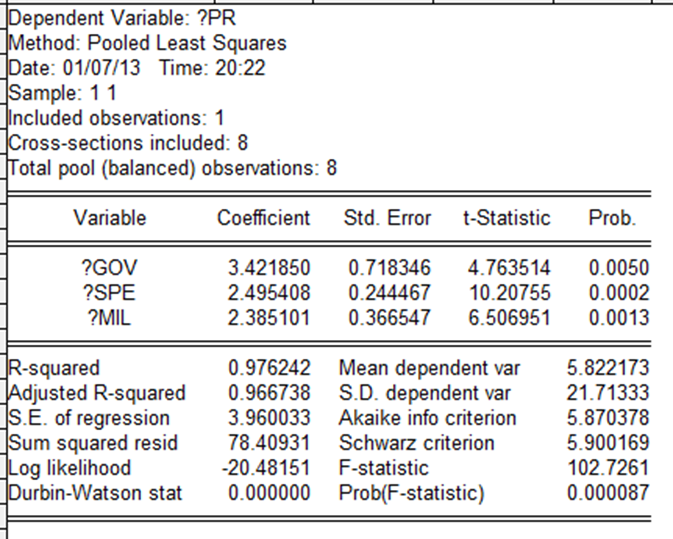 Dependent Variable: ?PR
Method: Pooled Least Squares
Date: 01/07/13 Time: 20:22
Sample: 1 1
Included observations: 1
Cross-sections included: 8
Total pool (balanced) observations: 8
Variable Coefficient Std. Error t-Statistic Prob.
?GOV 3.421850 0.718346 4.763514 0.0050
?SPE 2.495408 0.244467 10.20755 0.0002
?MIL 2.385101 0.366547 6.506951 0.0013
R-squared 0.976242 Mean dependent var 5.822173
Adjusted R-squared 0.966738 S.D. dependent var 21.71333
S.E. of regression 3.960033 Akaike info criterion 5.870378
Sum squared resid 78.40931 Schwarz criterion 5.900169
Log likelihood -20.48151 F-statistic 102.7261
Durbin-Watson stat 0.000000 Prob(F-statistic) 0.000087